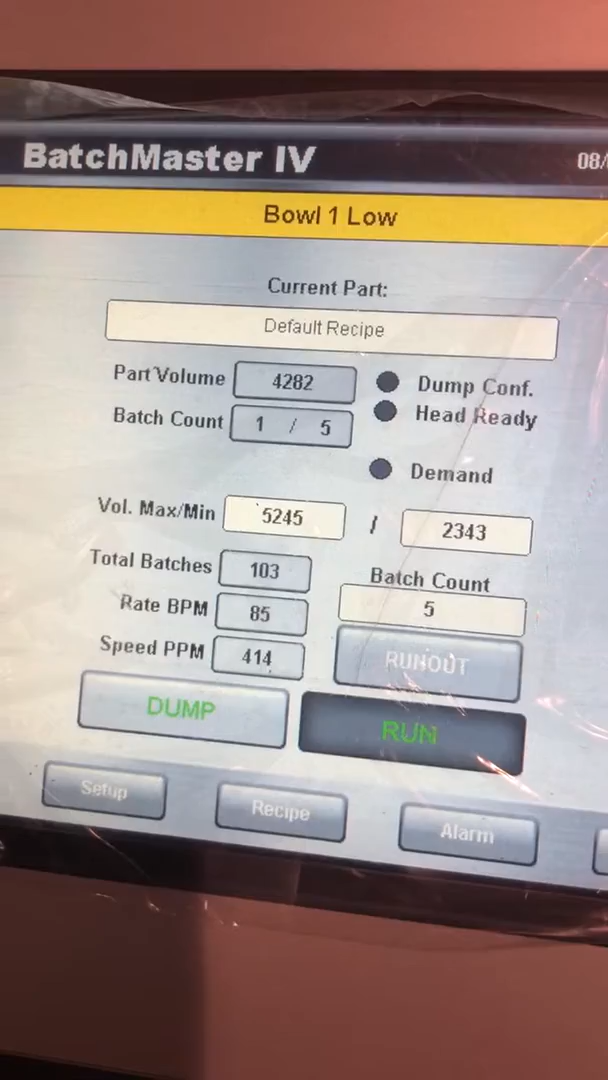 BatchMaster IV 08/
Bowl 1 Low
Current Part:
Default Recipe
Part Volume 4282 Dump Conf.
Batch Count 1 / 5 Head Ready
Demand
Vol. Max/Min 5245 / 2343
Total Batches 103 Batch Count
Rate BPM 85 5
Speed PPM 414 RUNOUT
DUMP RUN
Setup Recipe Alarm